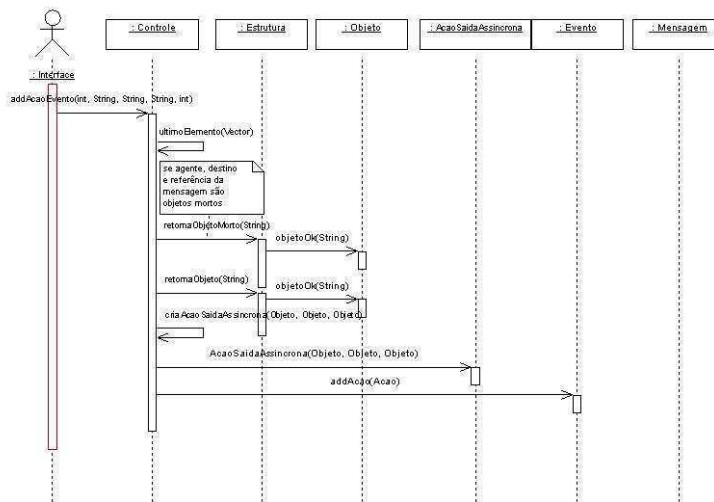 : Controle
: Estrutura
: Objeto
: AcaoSaidaAssincrona
: Evento
: Mensagem
: Interface
addAcaoEvento(int, String, String, String, int)
ultimoElemento(Vector)
se agente, destino
e referência da
mensagem são
objetos mortos
retornaObjetoMorto(String)
objetoOk(String)
retornaObjeto(String)
objetoOk(String)
criaAcaoSaidaAssincrona(Objeto, Objeto, Objeto)
AcaoSaidaAssincrona(Objeto, Objeto, Objeto)
addAcao(Acao)